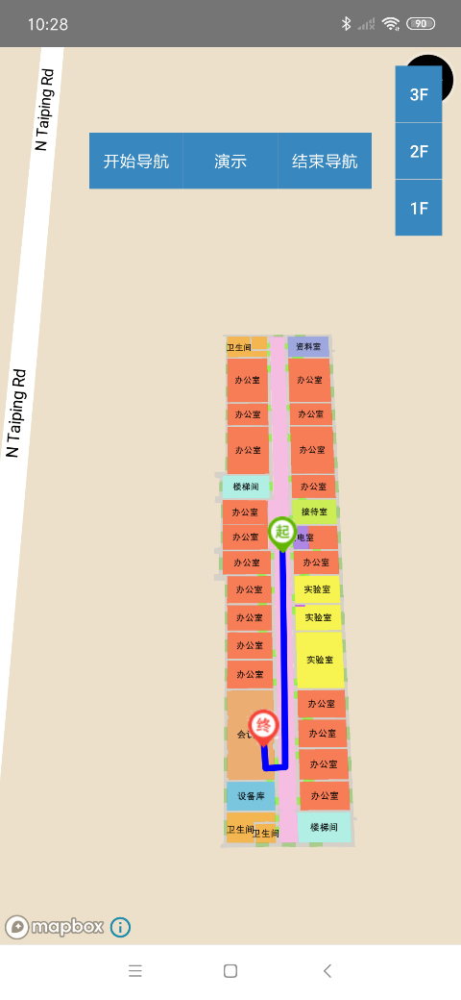 10:28
90
N Taiping Rd
3F
开始导航 演示 结束导航
2F
1F
卫生间 资料室
办公室 办公室
N Taiping Rd
办公室 办公室
办公室 办公室
楼梯间 办公室
办公室 接待室
起
办公室 电室
办公室 办公室
办公室 实验室
办公室 实验室
办公室 实验室
办公室
办公室
终
会 办公室
办公室
设备库 办公室
卫生间 卫生间 楼梯间
mapbox